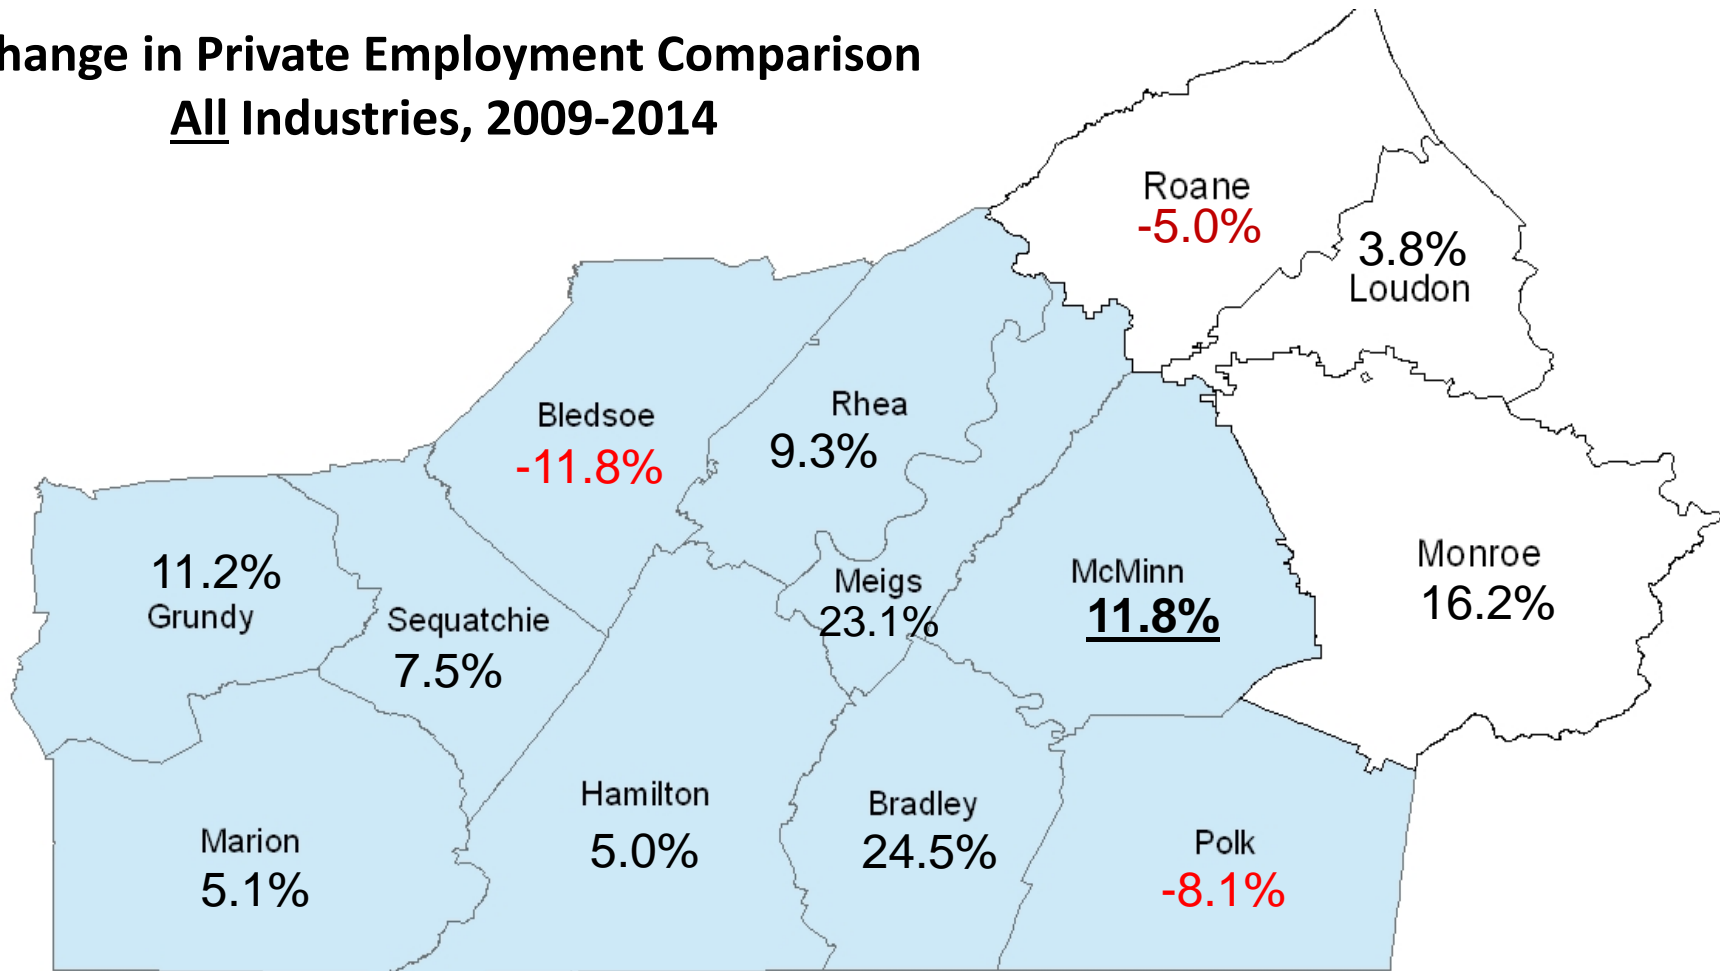 hange in Private Employment Comparison
All Industries, 2009-2014
Roane
-5.0%
3.8%
Loudon
Bledsoe
-11.8%
Rhea
9.3%
11.2%
Grundy
Sequatchie
7.5%
Meigs
23.1%
McMinn
11.8%
Monroe
16.2%
Marion
5.1%
Hamilton
5.0%
Bradley
24.5%
Polk
-8.1%